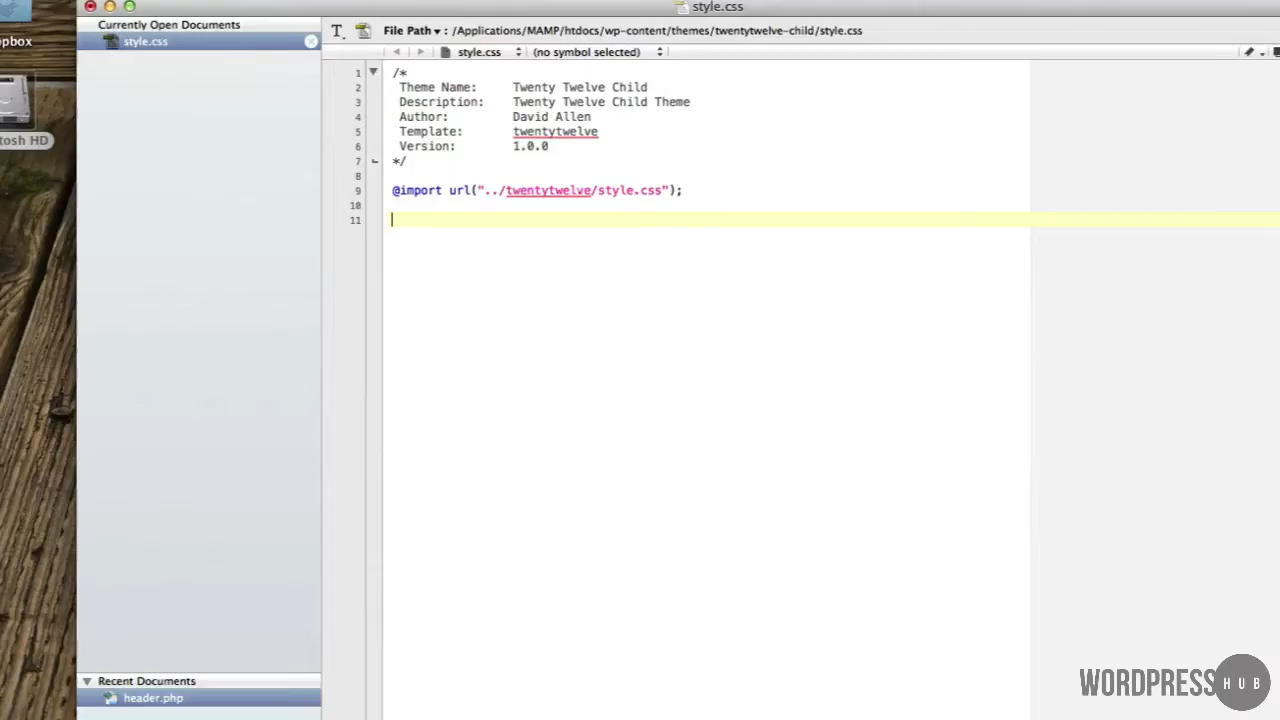 style.css
Currently Open Documents
style.css
pbox
tosh HD
File Path : /Applications/MAMP/htdocs/wp-content/themes/twentytwelve-child/style.css
style.css (no symbol selected)
1 /*
2 Theme Name: Twenty Twelve Child
3 Description: Twenty Twelve Child Theme
4 Author: David Allen
5 Template: twentytwelve
6 Version: 1.0.0
7 */
8
9 @import url("../twentytwelve/style.css");
10
11
Recent Documents
header.php
WORDPRESS HUB